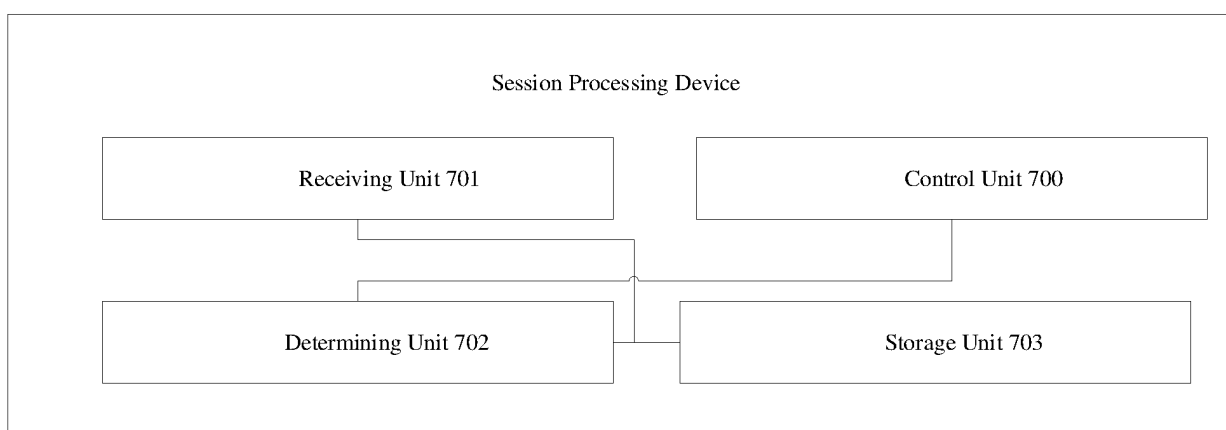 Session Processing Device
Receiving Unit 701
Control Unit 700
Determining Unit 702
Storage Unit 703